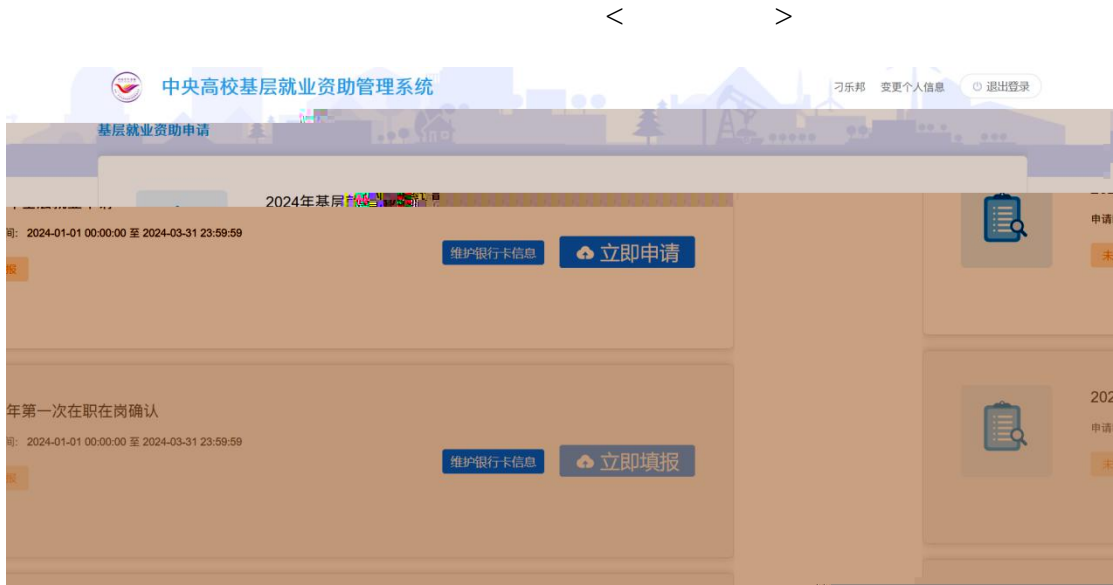 < >
中央高校基层就业资助管理系统
刁乐邦 变更个人信息 退出登录
基层就业资助申请
2024年基层
间: 2024-01-01 00:00:00 至 2024-03-31 23:59:59
报
维护银行卡信息 立即申请
申请
未
年第一次在职在岗确认
间: 2024-01-01 00:00:00 至 2024-03-31 23:59:59
报
维护银行卡信息 立即填报
202
申请
未